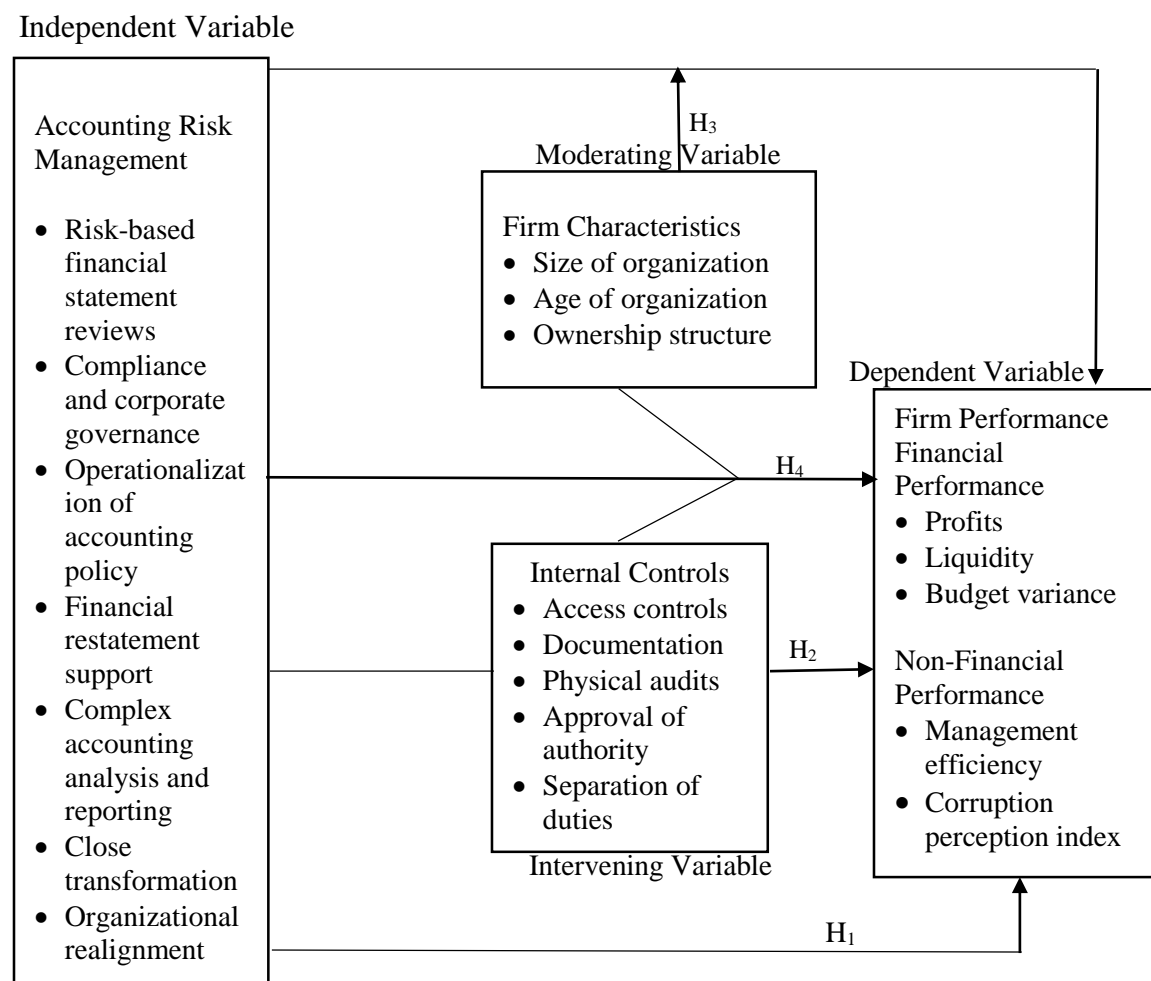 Independent Variable
Accounting Risk
Management
• Risk-based
financial
statement
reviews
• Compliance
and corporate
governance
• Operationalizat
ion of
accounting
policy
• Financial
restatement
support
• Complex
accounting
analysis and
reporting
• Close
transformation
• Organizational
realignment
H₃
Moderating Variable
Firm Characteristics
• Size of organization
• Age of organization
• Ownership structure
H₄
Internal Controls
• Access controls
• Documentation
• Physical audits
• Approval of
authority
• Separation of
duties
Intervening Variable
H₂
H₁
Dependent Variable
Firm Performance
Financial
Performance
• Profits
• Liquidity
• Budget variance
Non-Financial
Performance
• Management
efficiency
• Corruption
perception index